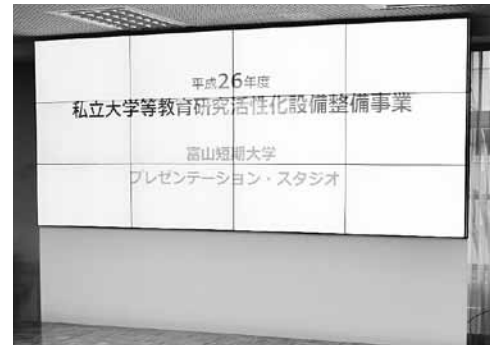 平成26年度
私立大学等教育研究活性化設備整備事業
富山短期大学
プレゼンテーション・スタジオ